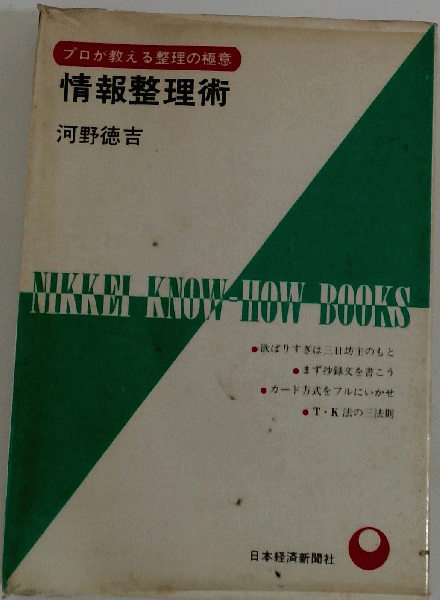 プロが教える整理の極意
情報整理術
河野徳吉
NIKKEI KNOW-HOW BOOKS
●欲ばりすぎは三日坊主のもと
●まず抄録文を書こう
●カード方式をフルにいかせ
●T・K法の三法則
日本経済新聞社